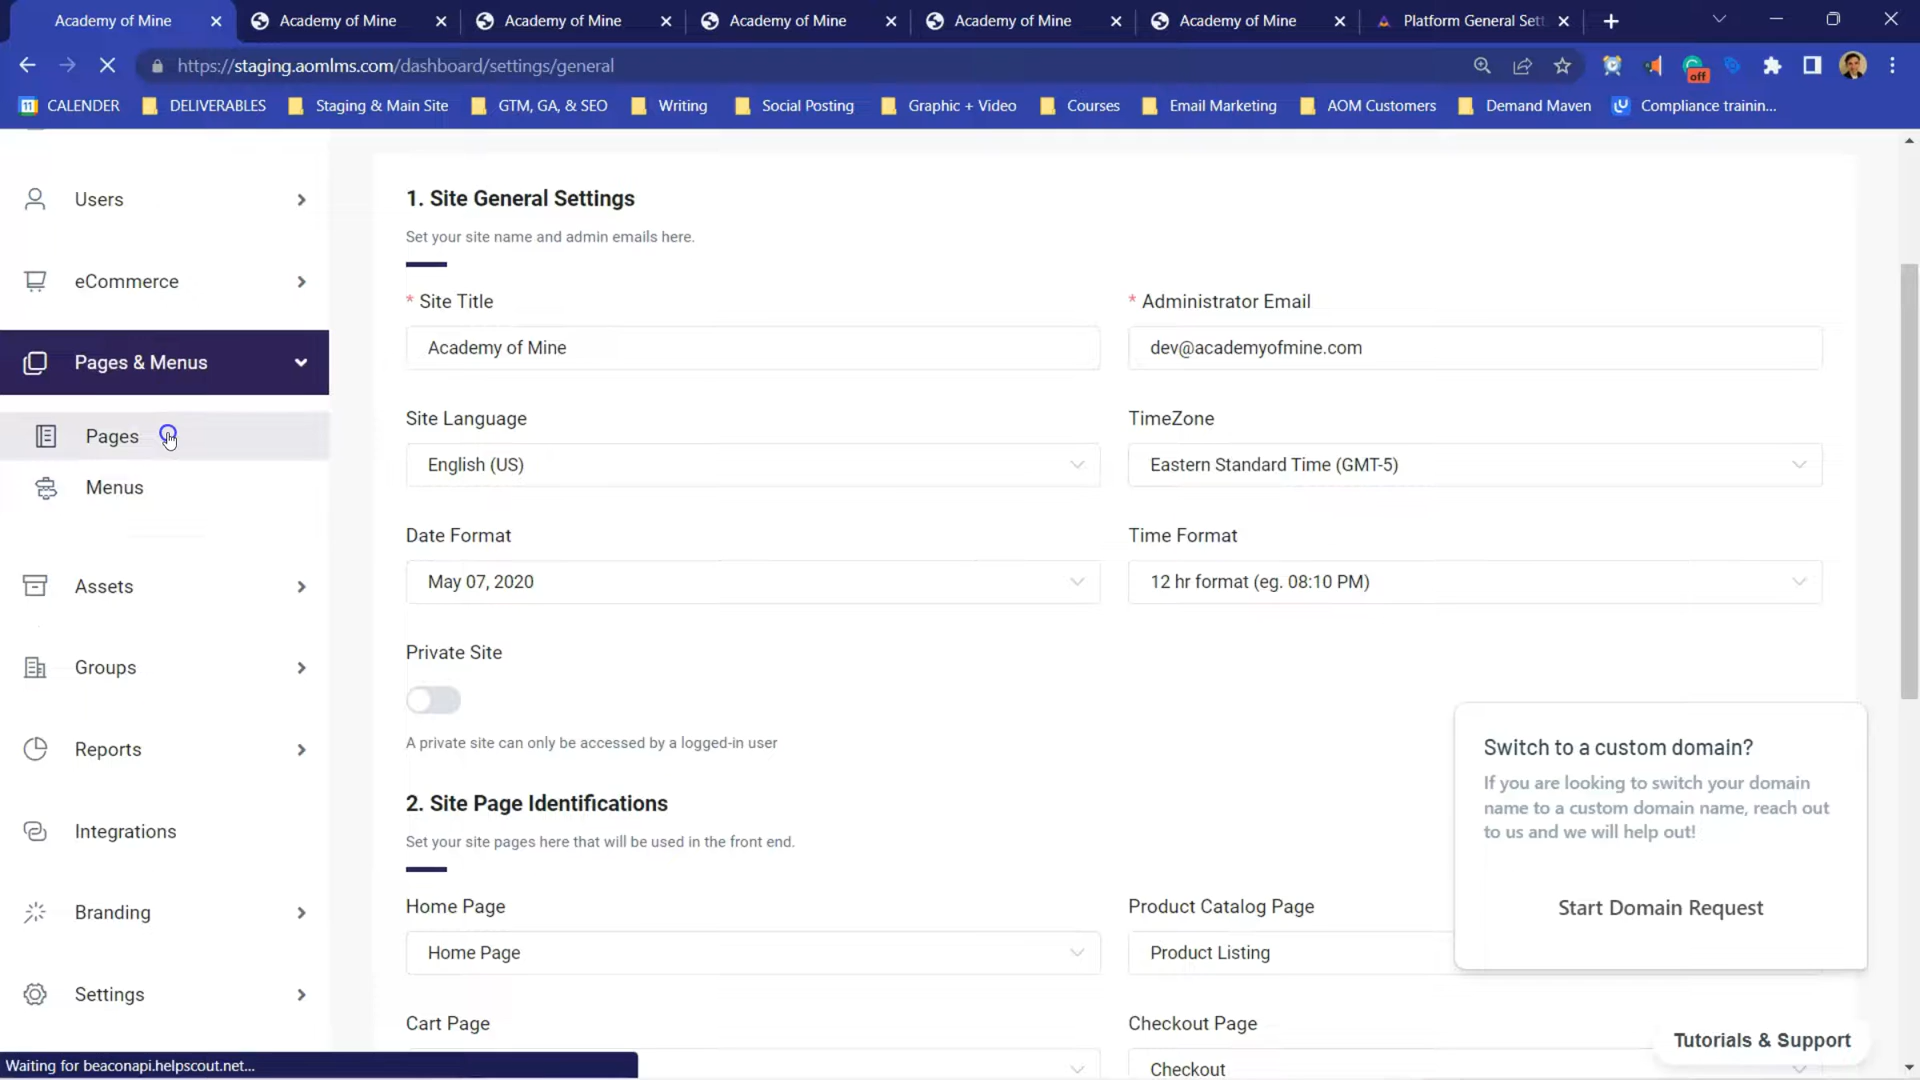 Academy of Mine
Academy of Mine
Academy of Mine
Academy of Mine
Academy of Mine
Academy of Mine
Platform General Sett
https://staging.aomlms.com/dashboard/settings/general
off
11 CALENDER
DELIVERABLES
Staging & Main Site
GTM, GA, & SEO
Writing
Social Posting
Graphic + Video
Courses
Email Marketing
AOM Customers
Demand Maven
Compliance trainin...
Users
eCommerce
Pages & Menus
Pages
Menus
Assets
Groups
Reports
Integrations
Branding
Settings
1. Site General Settings
Set your site name and admin emails here.
* Site Title
Academy of Mine
* Administrator Email
dev@academyofmine.com
Site Language
English (US)
TimeZone
Eastern Standard Time (GMT-5)
Date Format
May 07, 2020
Time Format
12 hr format (eg. 08:10 PM)
Private Site
A private site can only be accessed by a logged-in user
2. Site Page Identifications
Set your site pages here that will be used in the front end.
Home Page
Home Page
Product Catalog Page
Product Listing
Cart Page
Checkout Page
Checkout
Switch to a custom domain?
If you are looking to switch your domain
name to a custom domain name, reach out
to us and we will help out!
Start Domain Request
Tutorials & Support
Waiting for beaconapi.helpscout.net...